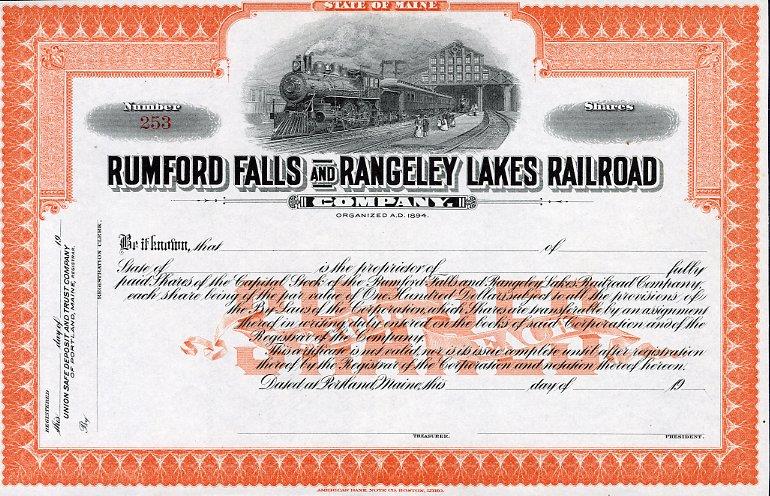 STATE OF MAINE
Number
253
Shares
RUMFORD FALLS AND RANGELEY LAKES RAILROAD
COMPANY.
ORGANIZED A.D. 1894.
Be it known, that of
State of is the proprietor of fully
paid Shares of the Capital Stock of the Rumford Falls and Rangeley Lakes Railroad Company,
each share being of the par value of One Hundred Dollars, subject to all the provisions of
the By Laws of the Corporation, which Shares are transferable by an assignment
thereof in writing duly entered on the books of said Corporation and of the
Registrar of the Company.
This certificate is not valid, nor is its issue complete until after registration
thereof by the Registrar of the Corporation and notation thereof hereon.
Dated at Portland, Maine, this day of 19
TREASURER.
PRESIDENT.
REGISTERED
this day of 19
UNION SAFE DEPOSIT AND TRUST COMPANY
OF PORTLAND, MAINE, REGISTRAR,
By
REGISTRATION CLERK.
AMERICAN BANK NOTE CO. BOSTON, LITHO.